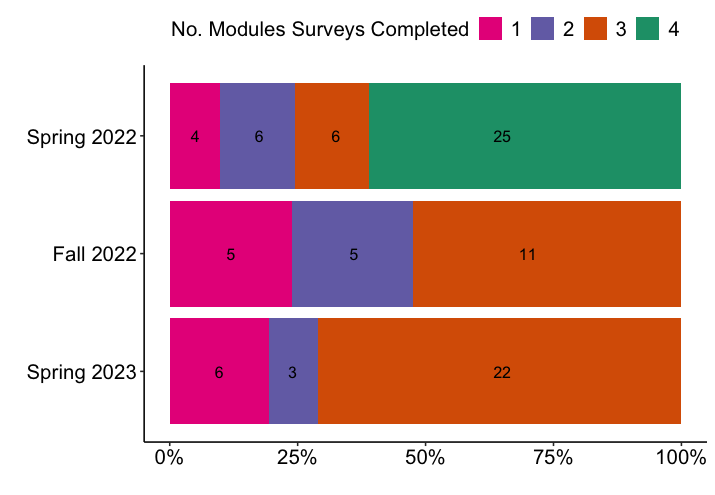 No. Modules Surveys Completed 1 2 3 4
Spring 2022 4 6 6 25
Fall 2022 5 5 11
Spring 2023 6 3 22
0% 25% 50% 75% 100%